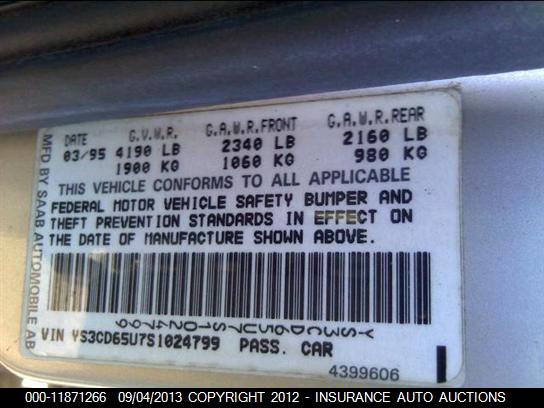 MFD. BY SAAB AUTOMOBILE AB
DATE G.V.W.R. G.A.W.R.FRONT G.A.W.R.REAR
03/95 4190 LB 2340 LB 2160 LB
1900 KG 1060 KG 980 KG
THIS VEHICLE CONFORMS TO ALL APPLICABLE
FEDERAL MOTOR VEHICLE SAFETY BUMPER AND
THEFT PREVENTION STANDARDS IN EFFECT ON
THE DATE OF MANUFACTURE SHOWN ABOVE.
YS3CD65U7S1024799
VIN YS3CD65U7S1024799 PASS. CAR
4399606
000-11871266 09/04/2013 COPYRIGHT 2012 - INSURANCE AUTO AUCTIONS